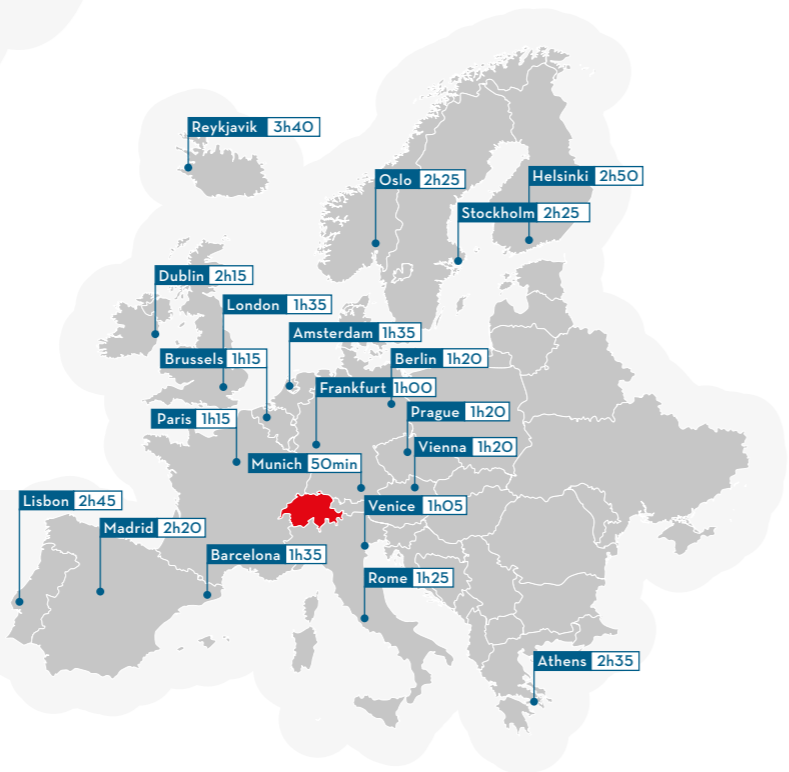 Reykjavik 3h40
Oslo 2h25
Helsinki 2h50
Stockholm 2h25
Dublin 2h15
London 1h35
Amsterdam 1h35
Brussels 1h15
Berlin 1h20
Frankfurt 1h00
Prague 1h20
Paris 1h15
Vienna 1h20
Munich 50min
Lisbon 2h45
Venice 1h05
Madrid 2h20
Barcelona 1h35
Rome 1h25
Athens 2h35